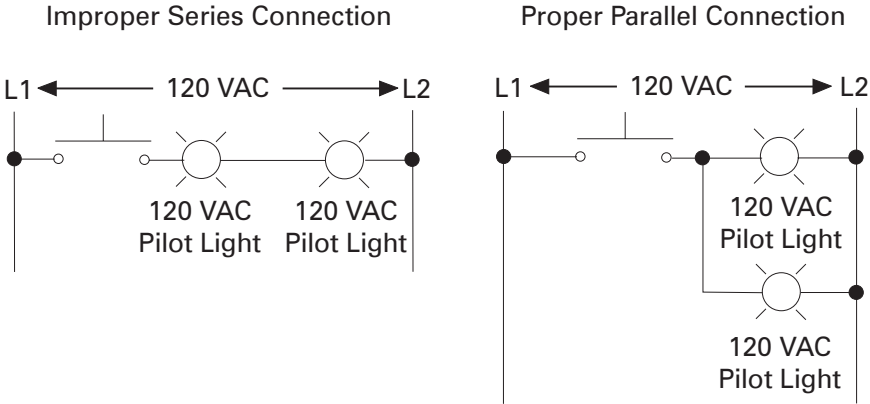 Improper Series Connection
L1 120 VAC L2
120 VAC
Pilot Light
120 VAC
Pilot Light
Proper Parallel Connection
L1 120 VAC L2
120 VAC
Pilot Light
120 VAC
Pilot Light